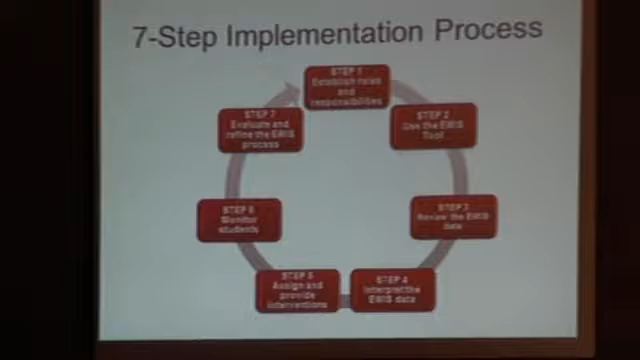 7-Step Implementation Process
STEP 1
Establish roles
and
responsibilities
STEP 2
Use the EWIS
Tool
STEP 3
Review the EWIS
data
STEP 4
Interpret the
EWIS data
STEP 5
Assign and
provide
interventions
STEP 6
Monitor
students
STEP 7
Evaluate and
refine the EWIS
process